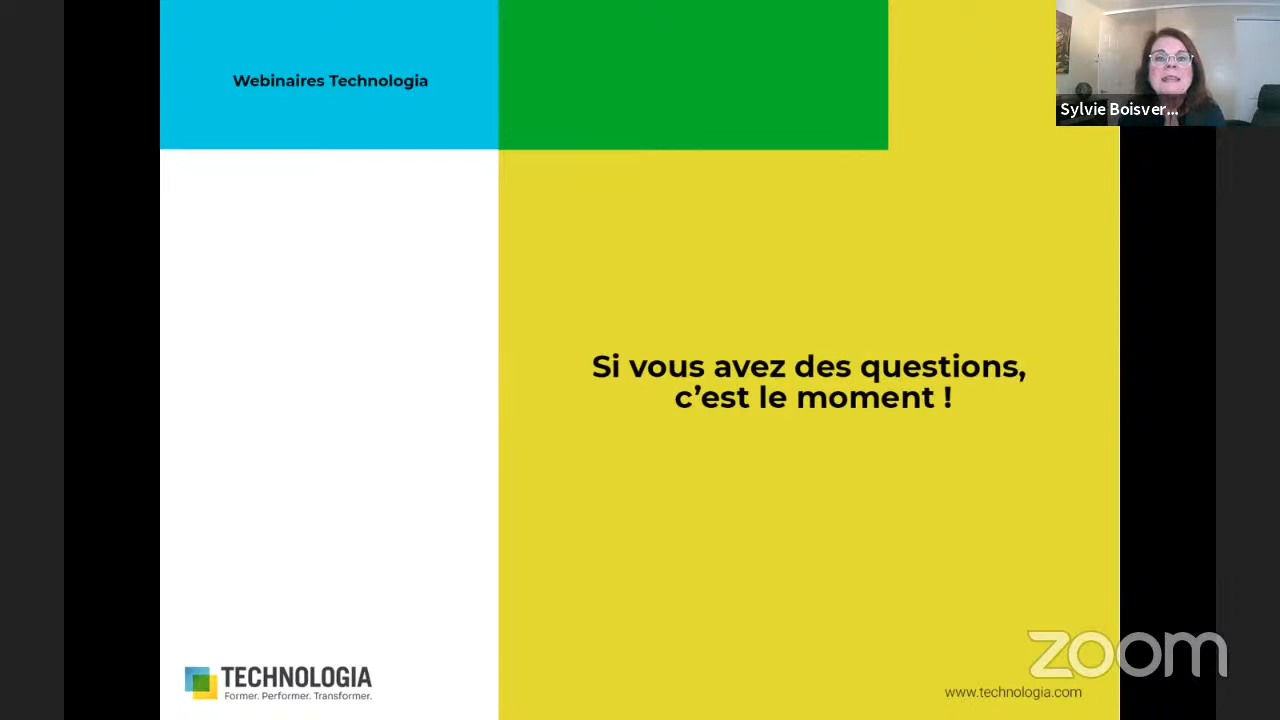 Webinaires Technologia
Sylvie Boisver...
Si vous avez des questions,
c’est le moment !
TECHNOLOGIA
Former. Performer. Transformer.
www.technologia.com
zoom